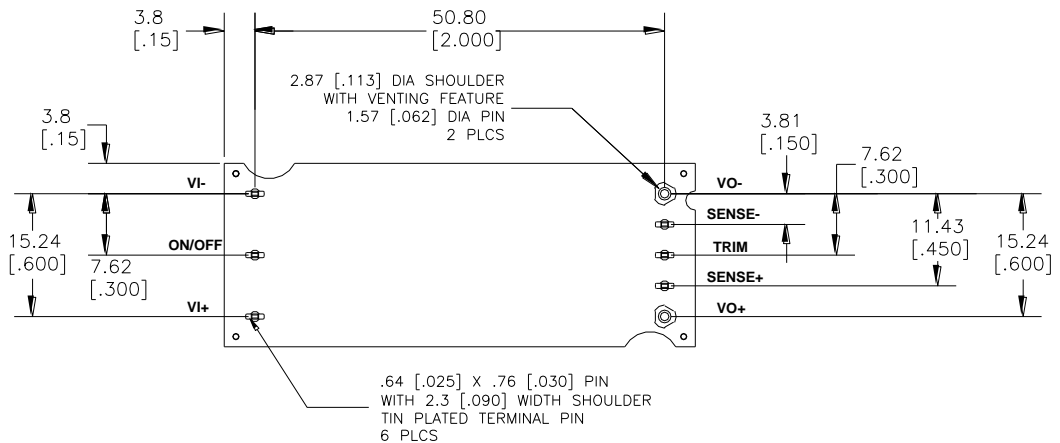 3.8
[.15]
50.80
[2.000]
2.87 [.113] DIA SHOULDER
WITH VENTING FEATURE
1.57 [.062] DIA PIN
2 PLCS
3.8
[.15]
3.81
[.150]
7.62
[.300]
VI-
VO-
SENSE-
15.24
[.600]
7.62
[.300]
ON/OFF
TRIM
11.43
[.450]
15.24
[.600]
SENSE+
VI+
VO+
.64 [.025] X .76 [.030] PIN
WITH 2.3 [.090] WIDTH SHOULDER
TIN PLATED TERMINAL PIN
6 PLCS